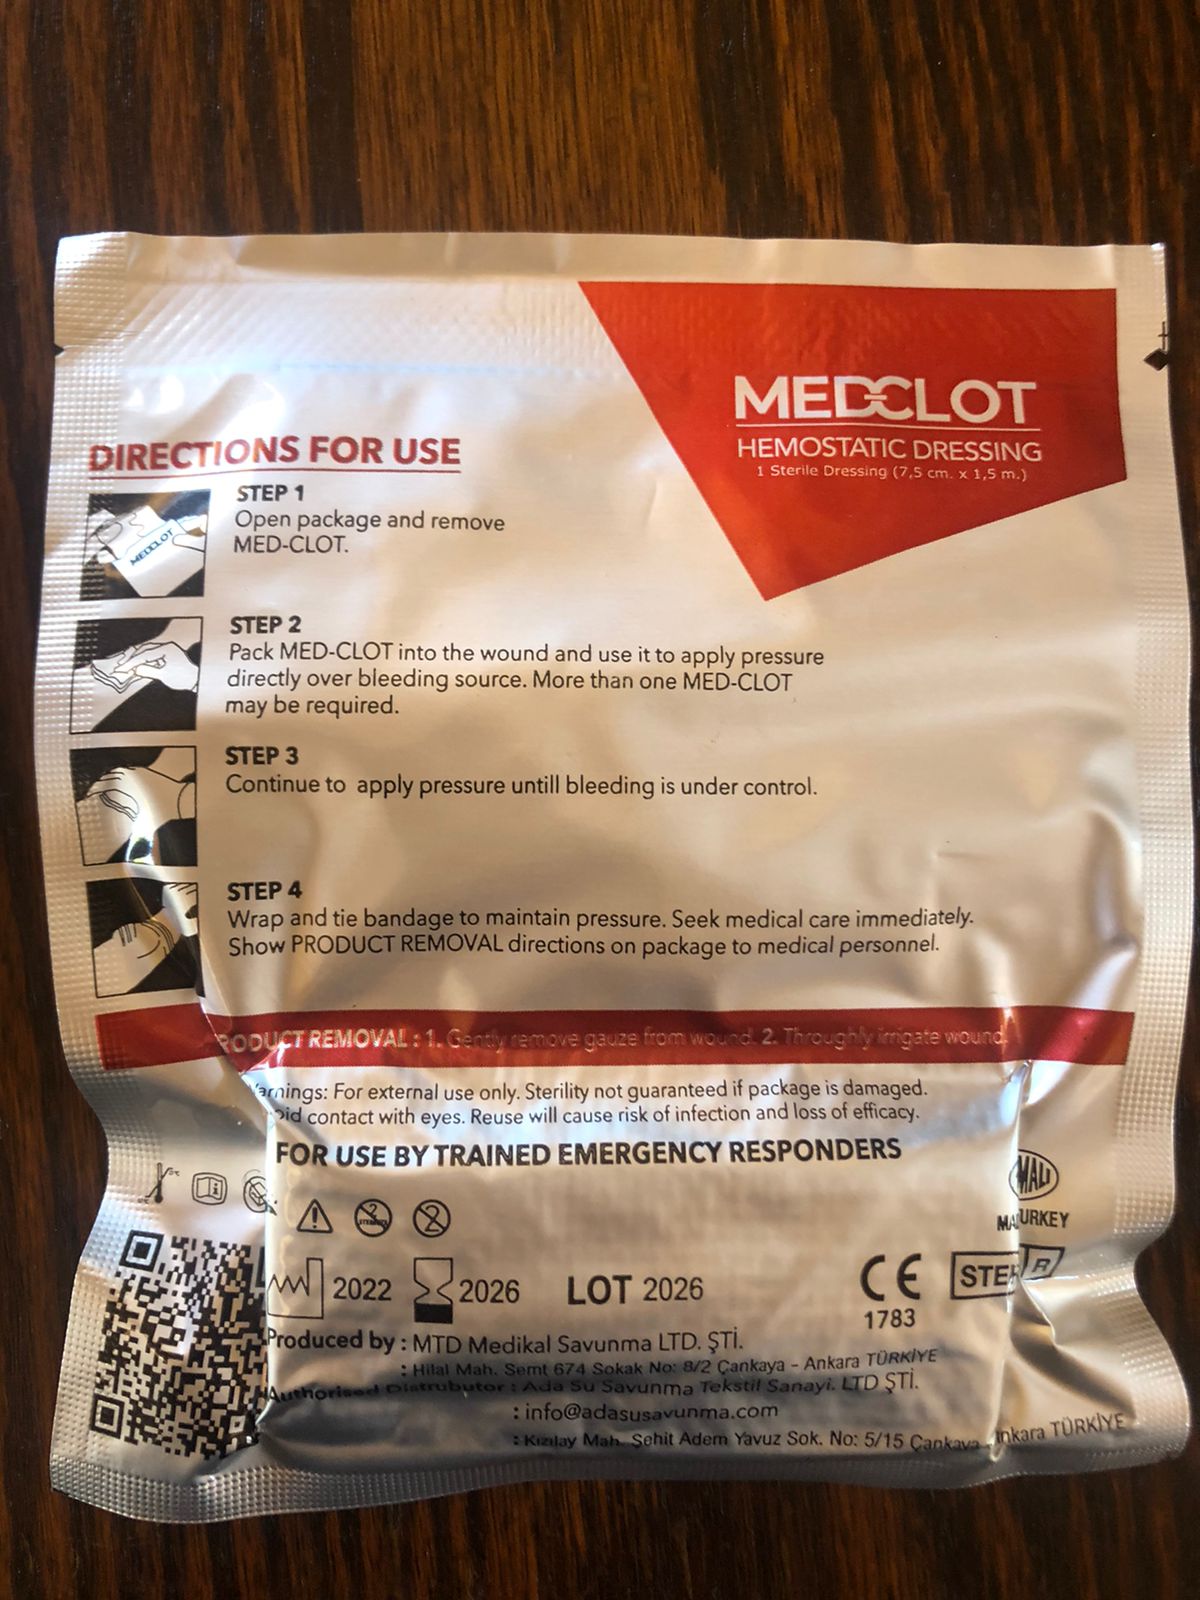 MEDCLOT
HEMOSTATIC DRESSING
1 Sterile Dressing (7,5 cm. x 1,5 m.)
DIRECTIONS FOR USE
MEDCLOT
STEP 1
Open package and remove
MED-CLOT.
STEP 2
Pack MED-CLOT into the wound and use it to apply pressure
directly over bleeding source. More than one MED-CLOT
may be required.
STEP 3
Continue to apply pressure untill bleeding is under control.
STEP 4
Wrap and tie bandage to maintain pressure. Seek medical care immediately.
Show PRODUCT REMOVAL directions on package to medical personnel.
RODUCT REMOVAL : 1. Gently remove gauze from wound. 2. Throughly irrigate wound.
arnings: For external use only. Sterility not guaranteed if package is damaged.
oid contact with eyes. Reuse will cause risk of infection and loss of efficacy.
FOR USE BY TRAINED EMERGENCY RESPONDERS
MALI
MA URKEY
2
2022 2026 LOT 2026
CE
1783
STE R
Produced by : MTD Medikal Savunma LTD. ŞTİ.
: Hilal Mah. Semt 674 Sokak No: 8/2 Çankaya - Ankara TÜRKİYE
Authorised Distrubutor : Ada Su Savunma Tekstil Sanayi. LTD ŞTİ.
: info@adasusavunma.com
: Kızılay Mah. Şehit Adem Yavuz Sok. No: 5/15 Çankaya - nkara TÜRKİYE